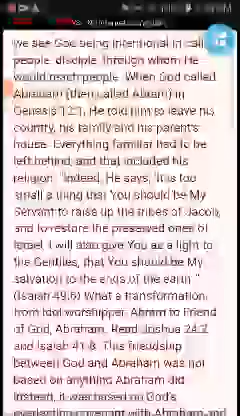 we see God being intentional in
people, disciple through whom He
would reach people. When God called
Abraham (then called Abram) in
Genesis 12:1, He told him to leave his
country, his family and his parent's
house. Everything familiar had to be
left behind, and that included his
religion. "Indeed, He says, 'It is too
small a thing that You should be My
Servant to raise up the tribes of Jacob,
and to restore the preserved ones of
Israel, I will also give You as a light to
the Gentiles, that You should be My
salvation to the ends of the earth.'"
(Isaiah 49:6) What a transformation
from idol worshipper Abram to Friend
of God, Abraham. Read Joshua 24:2
and Isaiah 41:8. This friendship
between God and Abraham was not
based on anything Abraham did
Instead, it was based on God's
everlasting covenant with Abraham and